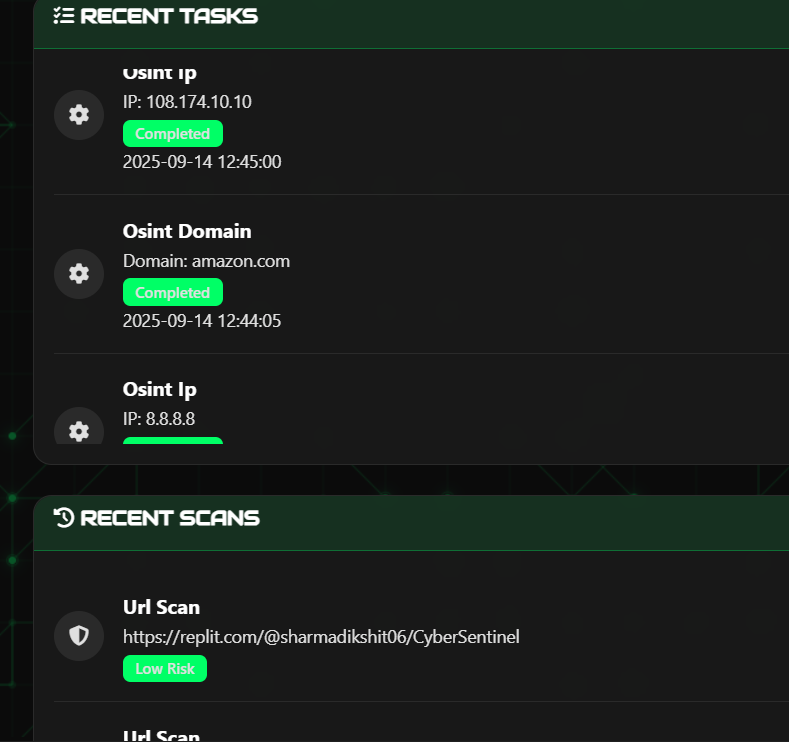 RECENT TASKS
Osint Ip
IP: 108.174.10.10
Completed
2025-09-14 12:45:00
Osint Domain
Domain: amazon.com
Completed
2025-09-14 12:44:05
Osint Ip
IP: 8.8.8.8
RECENT SCANS
Url Scan
https://replit.com/@sharmadikshit06/CyberSentinel
Low Risk
Url Scan